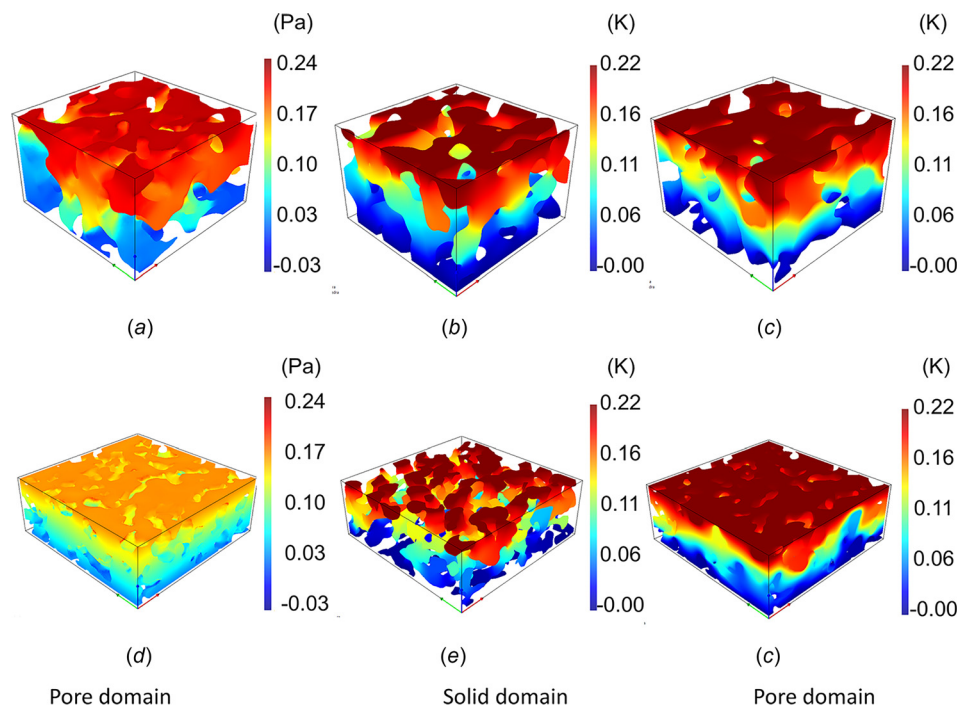 (Pa) (K) (K)
0.24 0.22 0.22
0.17 0.16 0.16
0.10 0.11 0.11
0.03 0.06 0.06
-0.03 -0.00 -0.00
(a) (b) (c)
(Pa) (K) (K)
0.24 0.22 0.22
0.17 0.16 0.16
0.10 0.11 0.11
0.03 0.06 0.06
-0.03 -0.00 -0.00
(d) (e) (c)
Pore domain Solid domain Pore domain